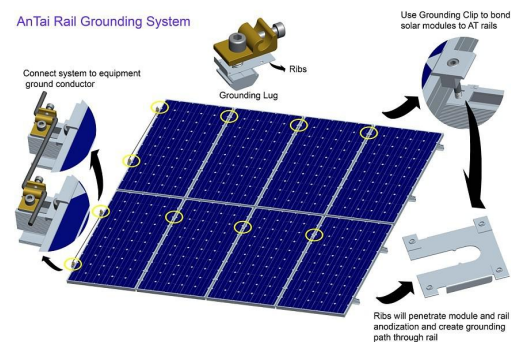 AnTai Rail Grounding System
Use Grounding Clip to bond
solar modules to AT rails
Ribs
Grounding Lug
Connect system to equipment
ground conductor
Ribs will penetrate module and rail
anodization and create grounding
path through rail